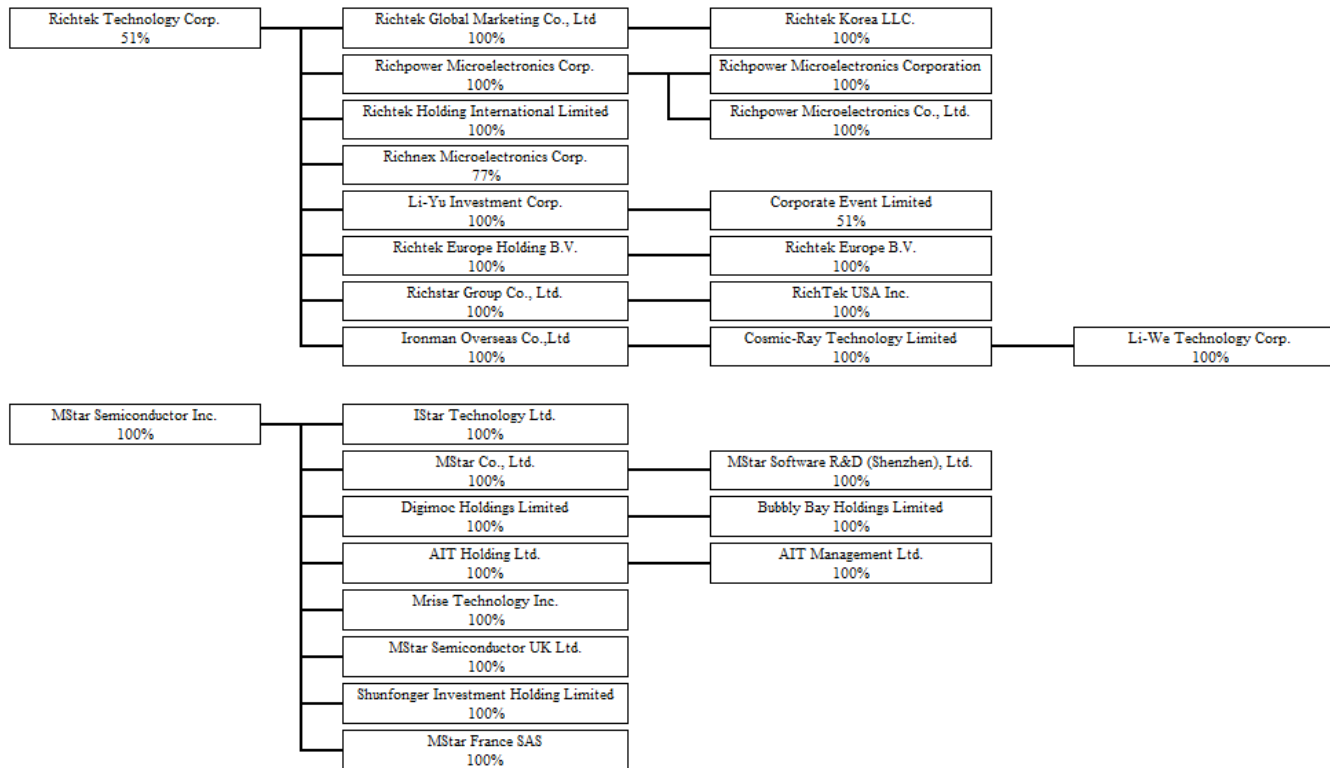 Richtek Technology Corp.
51%
Richtek Global Marketing Co., Ltd
100%
Richtek Korea LLC.
100%
Richpower Microelectronics Corp.
100%
Richpower Microelectronics Corporation
100%
Richtek Holding International Limited
100%
Richpower Microelectronics Co., Ltd.
100%
Richnex Microelectronics Corp.
77%
Li-Yu Investment Corp.
100%
Corporate Event Limited
51%
Richtek Europe Holding B.V.
100%
Richtek Europe B.V.
100%
Richstar Group Co., Ltd.
100%
RichTek USA Inc.
100%
Ironman Overseas Co.,Ltd
100%
Cosmic-Ray Technology Limited
100%
Li-We Technology Corp.
100%
MStar Semiconductor Inc.
100%
IStar Technology Ltd.
100%
MStar Co., Ltd.
100%
MStar Software R&D (Shenzhen), Ltd.
100%
Digimoc Holdings Limited
100%
Bubbly Bay Holdings Limited
100%
AIT Holding Ltd.
100%
AIT Management Ltd.
100%
Mrise Technology Inc.
100%
MStar Semiconductor UK Ltd.
100%
Shunfonger Investment Holding Limited
100%
MStar France SAS
100%